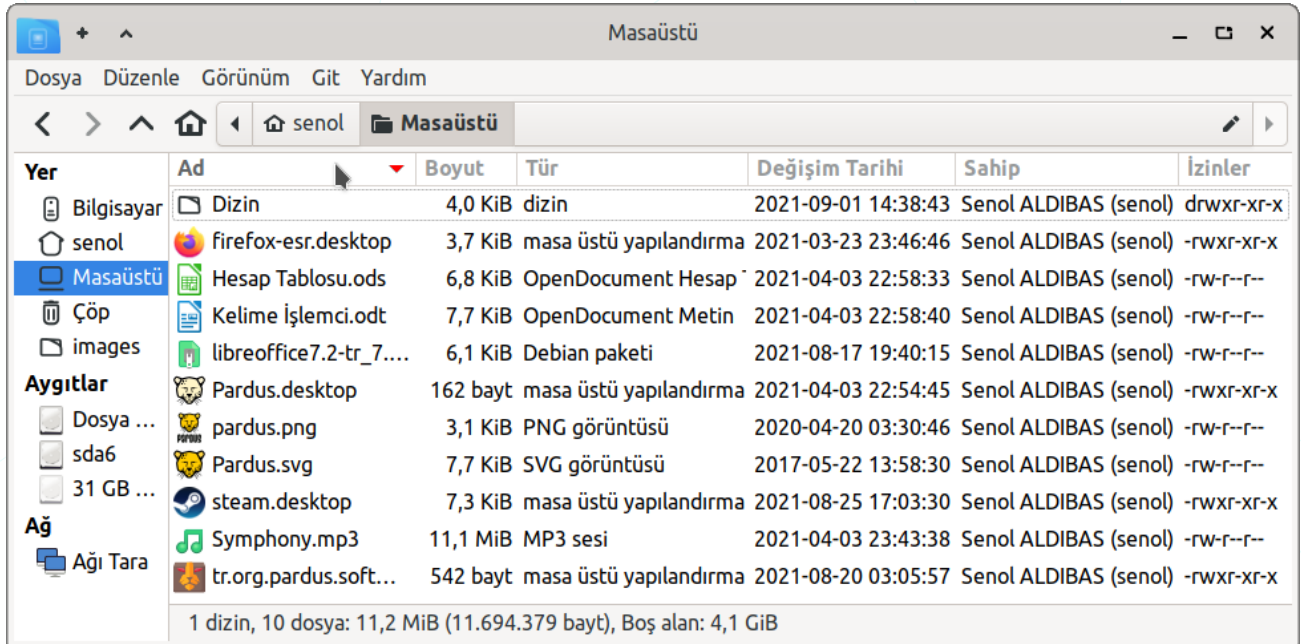 Masaüstü
Dosya Düzenle Görünüm Git Yardım
senol Masaüstü
Yer
Bilgisayar
senol
Masaüstü
Çöp
images
Aygıtlar
Dosya ...
sda6
31 GB ...
Ağ
Ağı Tara
Ad Boyut Tür Değişim Tarihi Sahip İzinler
Dizin 4,0 KiB dizin 2021-09-01 14:38:43 Senol ALDIBAS (senol) drwxr-xr-x
firefox-esr.desktop 3,7 KiB masa üstü yapılandırma 2021-03-23 23:46:46 Senol ALDIBAS (senol) -rwxr-xr-x
Hesap Tablosu.ods 6,8 KiB OpenDocument Hesap 2021-04-03 22:58:33 Senol ALDIBAS (senol) -rw-r--r--
Kelime İşlemci.odt 7,7 KiB OpenDocument Metin 2021-04-03 22:58:40 Senol ALDIBAS (senol) -rw-r--r--
libreoffice7.2-tr_7.... 6,1 KiB Debian paketi 2021-08-17 19:40:15 Senol ALDIBAS (senol) -rw-r--r--
Pardus.desktop 162 bayt masa üstü yapılandırma 2021-04-03 22:54:45 Senol ALDIBAS (senol) -rwxr-xr-x
pardus.png 3,1 KiB PNG görüntüsü 2020-04-20 03:30:46 Senol ALDIBAS (senol) -rw-r--r--
Pardus.svg 7,7 KiB SVG görüntüsü 2017-05-22 13:58:30 Senol ALDIBAS (senol) -rw-r--r--
steam.desktop 7,3 KiB masa üstü yapılandırma 2021-08-25 17:03:30 Senol ALDIBAS (senol) -rwxr-xr-x
Symphony.mp3 11,1 MiB MP3 sesi 2021-04-03 23:43:38 Senol ALDIBAS (senol) -rw-r--r--
tr.org.pardus.soft... 542 bayt masa üstü yapılandırma 2021-08-20 03:05:57 Senol ALDIBAS (senol) -rwxr-xr-x
1 dizin, 10 dosya: 11,2 MiB (11.694.379 bayt), Boş alan: 4,1 GiB